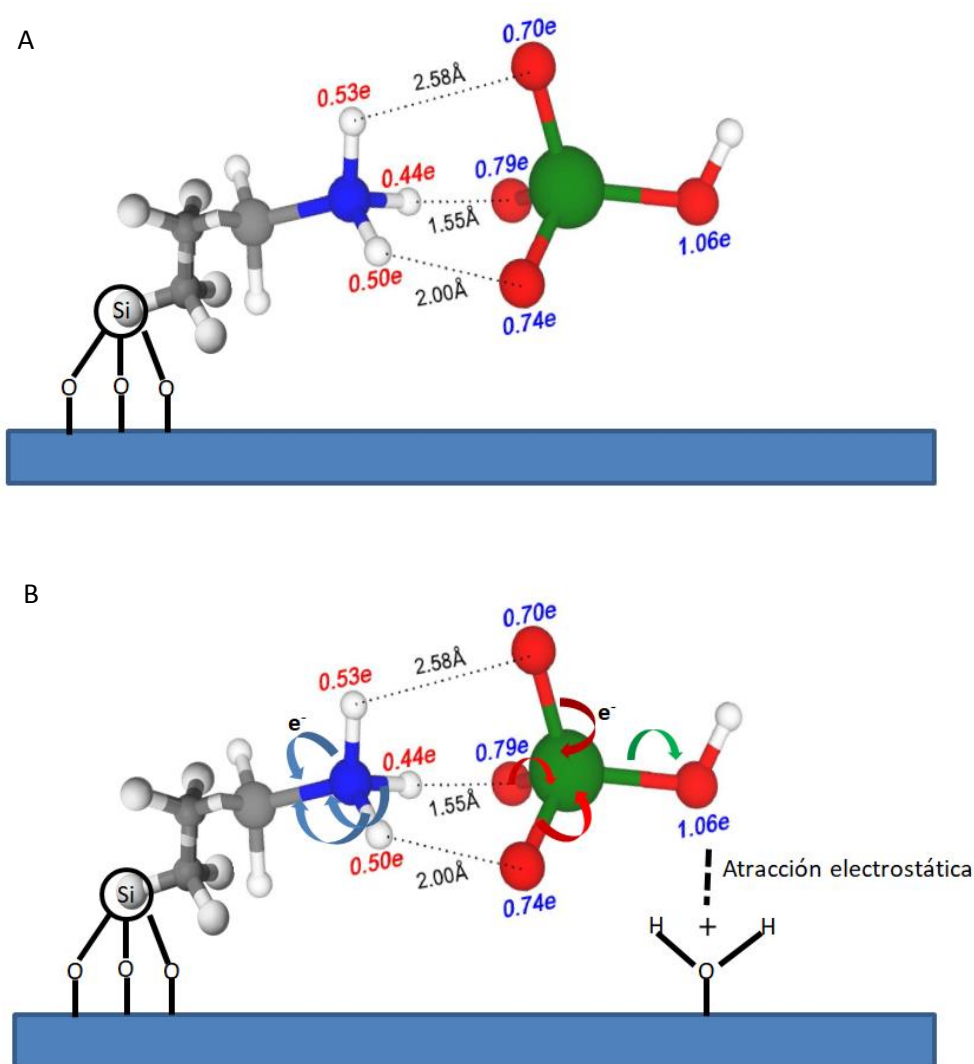 A
0.70e
2.58Å
0.53e
0.79e
0.44e
1.55Å
1.06e
0.50e
2.00Å
0.74e
Si
O O O
B
0.70e
2.58Å
0.53e
e-
e-
0.79e
0.44e
1.55Å
1.06e
0.50e
2.00Å
0.74e
Atracción electrostática
Si
H + H
O O O
O